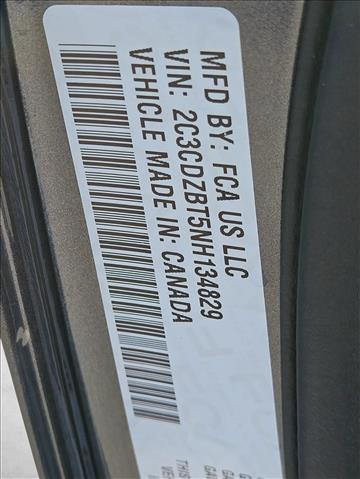 MFD BY: FCA US LLC
VIN: 2C3CDZBT5NH134829
VEHICLE MADE IN: CANADA